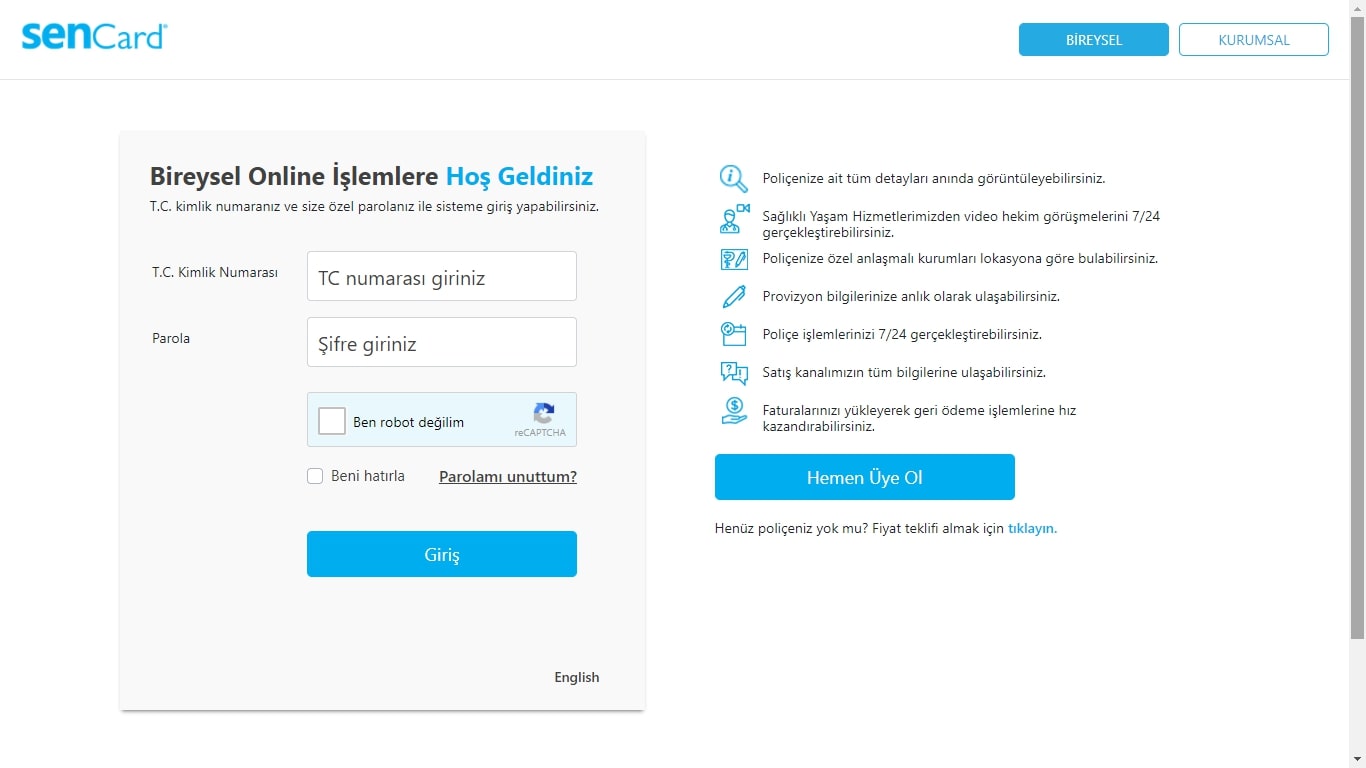 senCard
BİREYSEL
KURUMSAL
Bireysel Online İşlemlere Hoş Geldiniz
T.C. kimlik numaranız ve size özel parolanız ile sisteme giriş yapabilirsiniz.
T.C. Kimlik Numarası
TC numarası giriniz
Parola
Şifre giriniz
Ben robot değilim
reCAPTCHA
Beni hatırla
Parolamı unuttum?
Giriş
English
Poliçenize ait tüm detayları anında görüntüleyebilirsiniz.
Sağlıklı Yaşam Hizmetlerimizden video hekim görüşmelerini 7/24
gerçekleştirebilirsiniz.
Poliçenize özel anlaşmalı kurumları lokasyona göre bulabilirsiniz.
Provizyon bilgilerinize anlık olarak ulaşabilirsiniz.
Poliçe işlemlerinizi 7/24 gerçekleştirebilirsiniz.
Satış kanalımızın tüm bilgilerine ulaşabilirsiniz.
Faturalarınızı yükleyerek geri ödeme işlemlerine hız
kazandırabilirsiniz.
Hemen Üye Ol
Henüz poliçeniz yok mu? Fiyat teklifi almak için tıklayın.